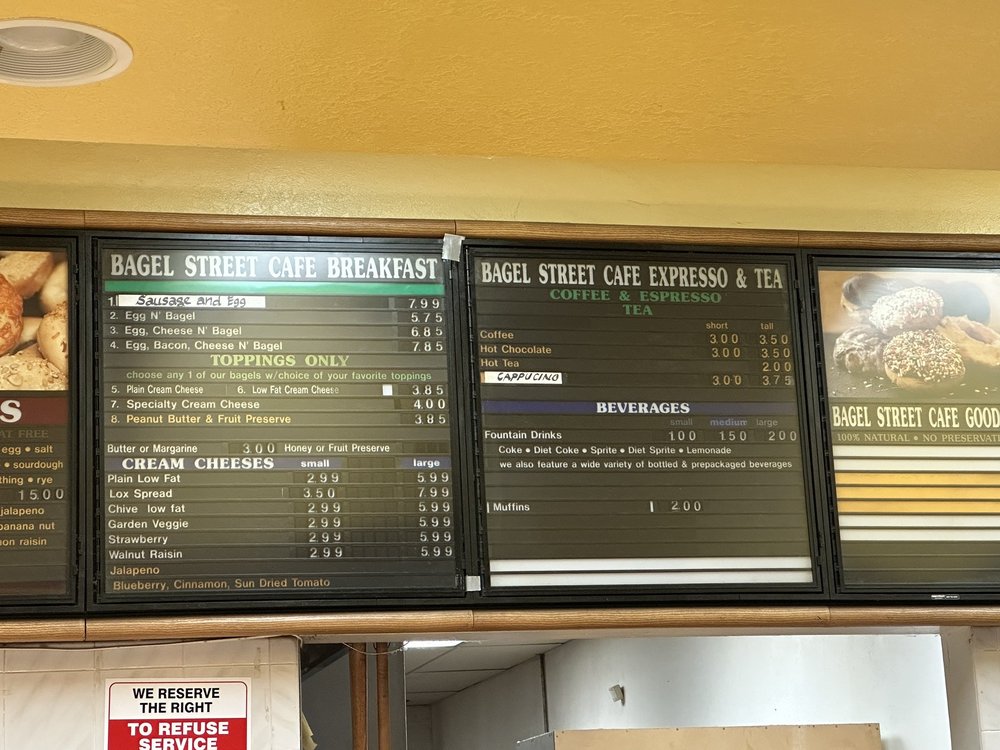 S
AT FREE
egg • salt
• sourdough
thing • rye
15.00
jalapeno
banana nut
on raisin
BAGEL STREET CAFE BREAKFAST
1. Sausage and Egg 7.99
2. Egg N' Bagel 5.75
3. Egg, Cheese N' Bagel 6.85
4. Egg, Bacon, Cheese N' Bagel 7.85
TOPPINGS ONLY
choose any 1 of our bagels w/choice of your favorite toppings
5. Plain Cream Cheese 6. Low Fat Cream Cheese 3.85
7. Specialty Cream Cheese 4.00
8. Peanut Butter & Fruit Preserve 3.85
Butter or Margarine 3.00 Honey or Fruit Preserve
CREAM CHEESES small large
Plain Low Fat 2.99 5.99
Lox Spread 3.50 7.99
Chive low fat 2.99 5.99
Garden Veggie 2.99 5.99
Strawberry 2.99 5.99
Walnut Raisin 2.99 5.99
Jalapeno
Blueberry, Cinnamon, Sun Dried Tomato
BAGEL STREET CAFE EXPRESSO & TEA
COFFEE & ESPRESSO
TEA
short tall
Coffee 3.00 3.50
Hot Chocolate 3.00 3.50
Hot Tea 2.00
CAPPUCINO 3.00 3.75
BEVERAGES
small medium large
Fountain Drinks 1.00 1.50 2.00
Coke • Diet Coke • Sprite • Diet Sprite • Lemonade
we also feature a wide variety of bottled & prepackaged beverages
Muffins 2.00
BAGEL STREET CAFE GOOD
100% NATURAL • NO PRESERVAT
WE RESERVE
THE RIGHT
TO REFUSE
SERVICE